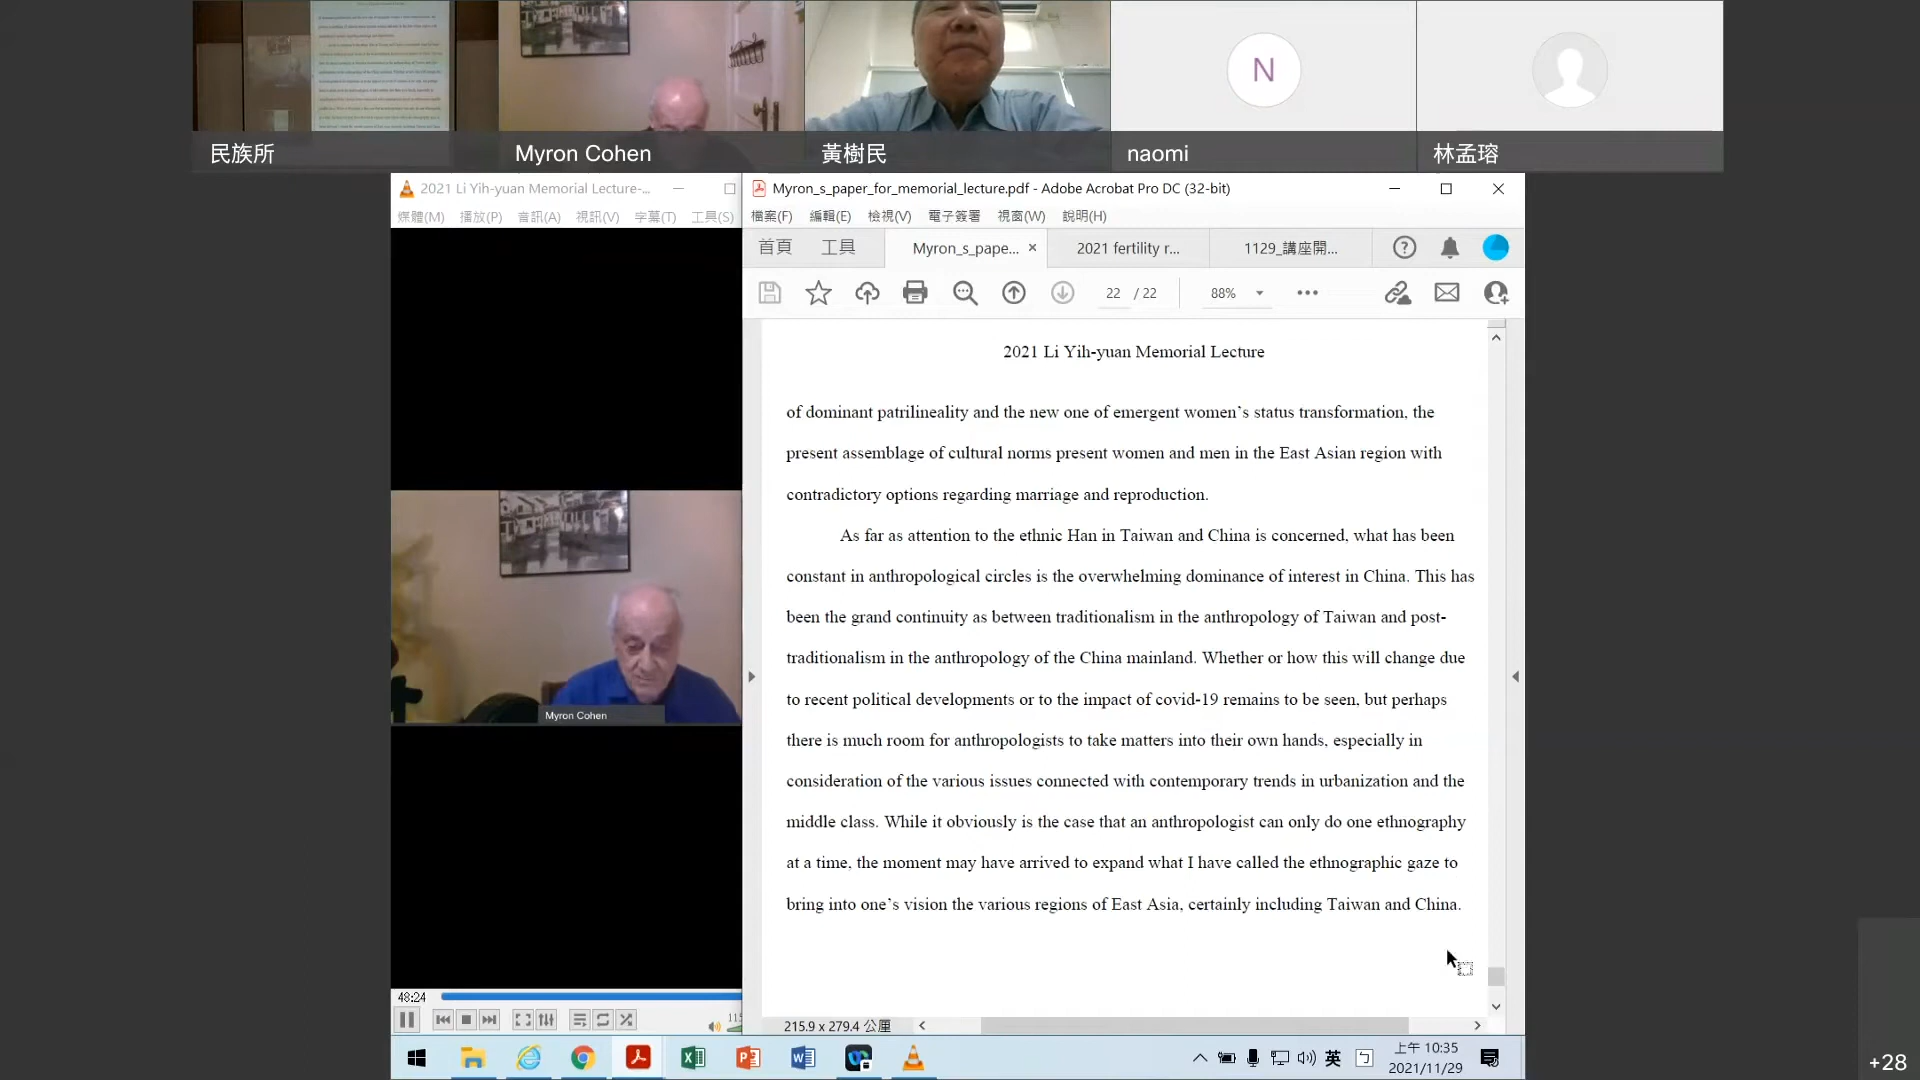 民族所
Myron Cohen
黃樹民
N
naomi
林孟瑢
2021 Li Yih-yuan Memorial Lecture-...
媒體(M) 播放(P) 音訊(A) 視訊(V) 字幕(T) 工具(S)
Myron Cohen
48:24
Myron_s_paper_for_memorial_lecture.pdf - Adobe Acrobat Pro DC (32-bit)
檔案(F) 編輯(E) 檢視(V) 電子簽署 視窗(W) 說明(H)
首頁 工具 Myron_s_pape... × 2021 fertility r... 1129_講座開...
22 / 22 88%
2021 Li Yih-yuan Memorial Lecture
of dominant patrilineality and the new one of emergent women’s status transformation, the
present assemblage of cultural norms present women and men in the East Asian region with
contradictory options regarding marriage and reproduction.
As far as attention to the ethnic Han in Taiwan and China is concerned, what has been
constant in anthropological circles is the overwhelming dominance of interest in China. This has
been the grand continuity as between traditionalism in the anthropology of Taiwan and post-
traditionalism in the anthropology of the China mainland. Whether or how this will change due
to recent political developments or to the impact of covid-19 remains to be seen, but perhaps
there is much room for anthropologists to take matters into their own hands, especially in
consideration of the various issues connected with contemporary trends in urbanization and the
middle class. While it obviously is the case that an anthropologist can only do one ethnography
at a time, the moment may have arrived to expand what I have called the ethnographic gaze to
bring into one’s vision the various regions of East Asia, certainly including Taiwan and China.
215.9 x 279.4 公厘
英
上午 10:35
2021/11/29
+28